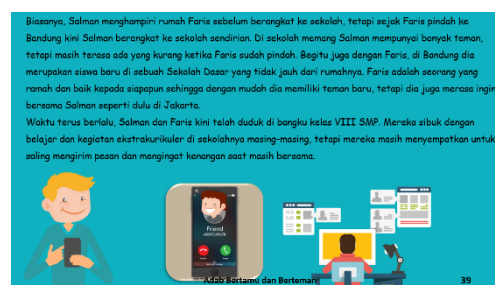 Biasanya, Salman menghampiri rumah Faris sebelum berangkat ke sekolah, tetapi sejak Faris pindah ke
Bandung kini Salman berangkat ke sekolah sendirian. Di sekolah memang Salman mempunyai banyak teman,
tetapi masih terasa ada yang kurang ketika Faris sudah pindah. Begitu juga dengan Faris, di Bandung dia
merupakan siswa baru di sebuah Sekolah Dasar yang tidak jauh dari rumahnya. Faris adalah seorang yang
ramah dan baik kepada siapapun sehingga dengan mudah dia memiliki teman baru, tetapi dia juga merasa ingin
bersama Salman seperti dulu di Jakarta.
Waktu terus berlalu, Salman dan Faris kini telah duduk di bangku kelas VIII SMP. Mereka sibuk dengan
belajar dan kegiatan ekstrakurikuler di sekolahnya masing-masing, tetapi mereka masih menyempatkan untuk
saling mengirim pesan dan mengingat kenangan saat masih bersama.
Friend
Adab Bertamu dan Berteman
39